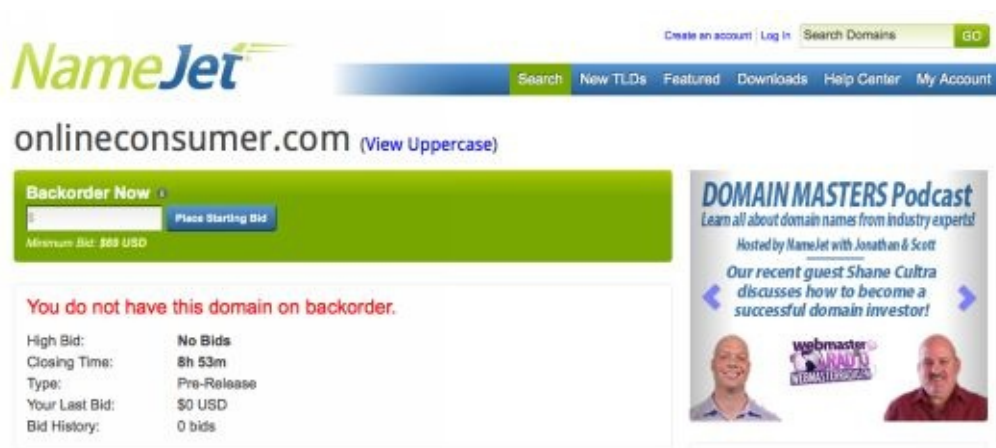 Create an account Log In Search Domains GO
NameJet
Search New TLDs Featured Downloads Help Center My Account
onlineconsumer.com (View Uppercase)
Backorder Now
$ Place Starting Bid
Minimum Bid: $69 USD
You do not have this domain on backorder.
High Bid: No Bids
Closing Time: 8h 53m
Type: Pre-Release
Your Last Bid: $0 USD
Bid History: 0 bids
DOMAIN MASTERS Podcast
Learn all about domain names from industry experts!
Hosted by NameJet with Jonathan & Scott
Our recent guest Shane Cultra
discusses how to become a
successful domain investor!
webmaster
RADIO